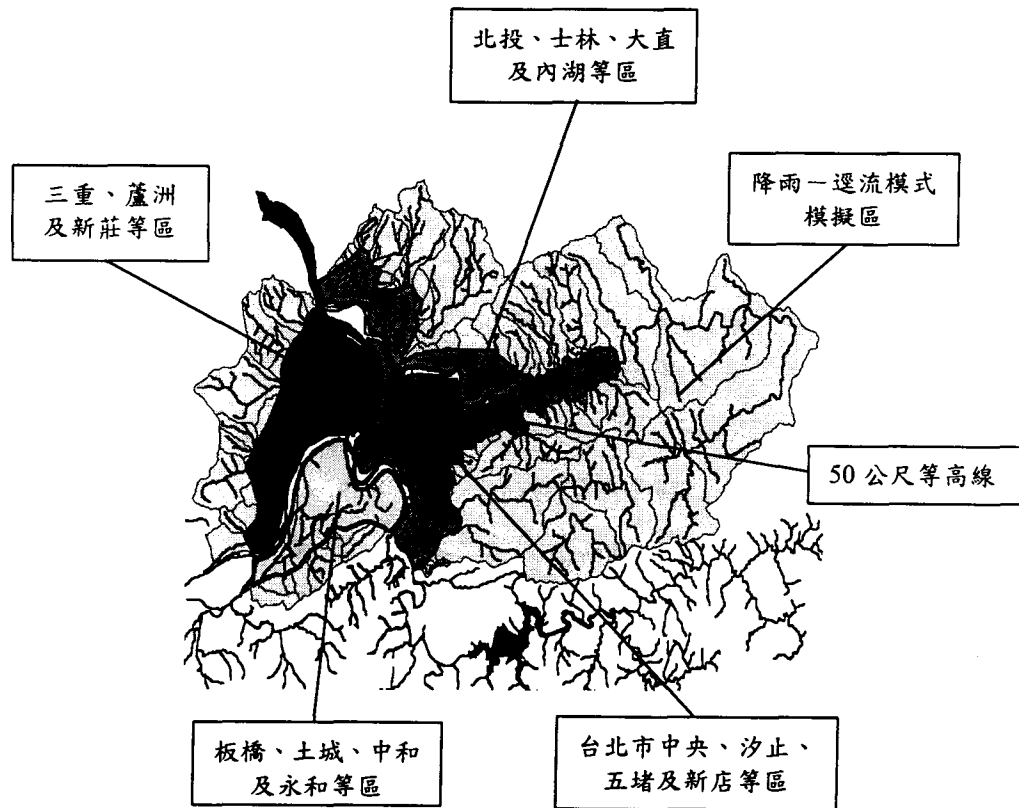 北投、士林、大直
及內湖等區
三重、蘆洲
及新莊等區
降雨－逕流模式
模擬區
50 公尺等高線
板橋、土城、中和
及永和等區
台北市中央、汐止、
五堵及新店等區